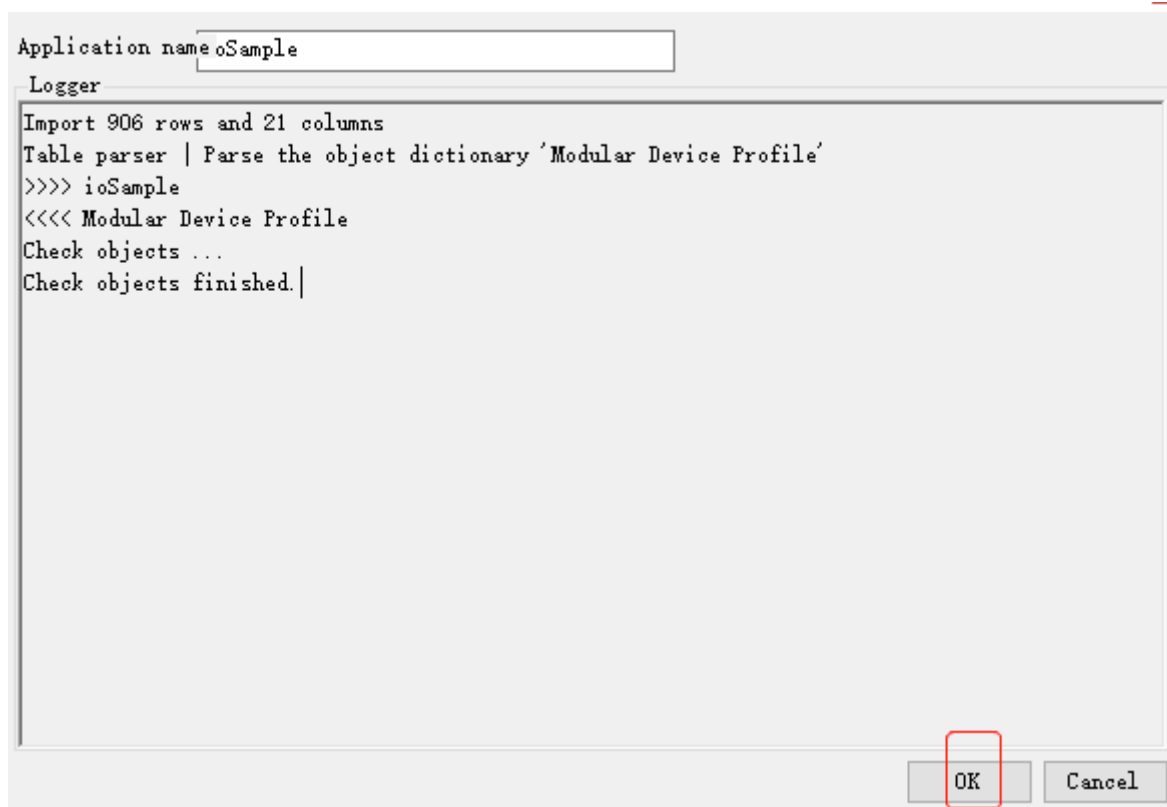 Application name oSample
Logger
Import 906 rows and 21 columns
Table parser | Parse the object dictionary 'Modular Device Profile'
>>>> ioSample
<<<< Modular Device Profile
Check objects ...
Check objects finished.
OK
Cancel